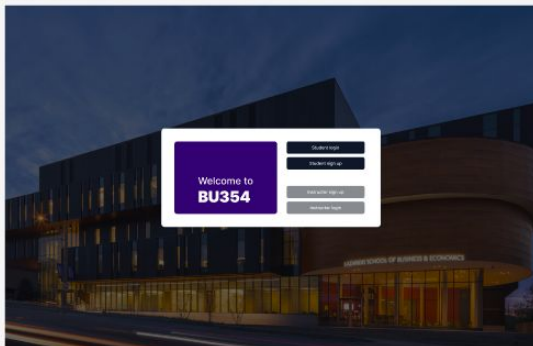 Welcome to
BU354
Student login
Student sign up
Instructor sign up
Instructor login
LAZARIDIS SCHOOL OF BUSINESS & ECONOMICS